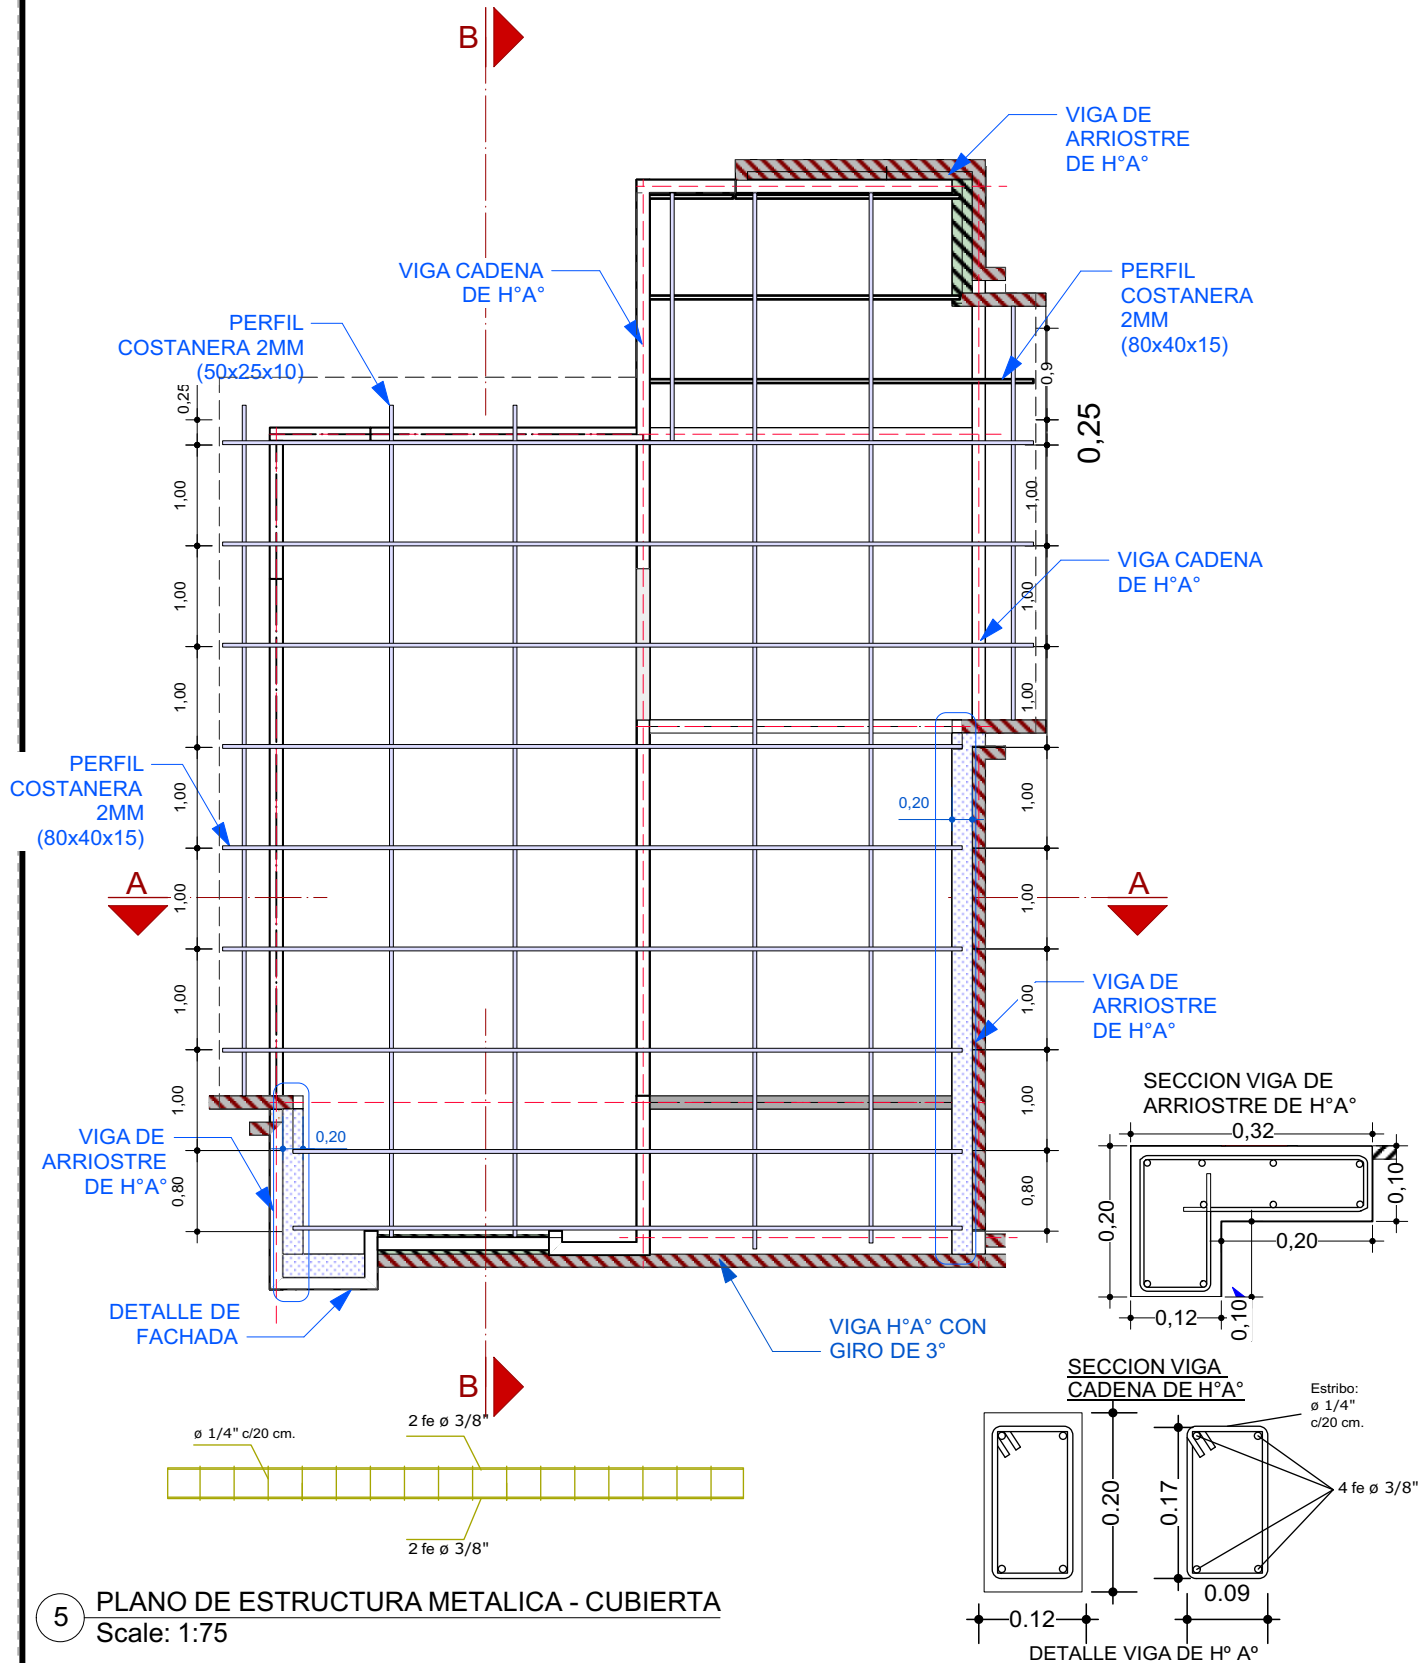 B
VIGA DE
ARRIOSTRE
DE H°A°
VIGA CADENA
DE H°A°
PERFIL
COSTANERA
2MM
(80x40x15)
PERFIL
COSTANERA 2MM
(50x25x10)
0,25
0,9
0,25
1,00
1,00
1,00
1,00
1,00
1,00
VIGA CADENA
DE H°A°
PERFIL
COSTANERA
2MM
(80x40x15)
1,00
1,00
0,20
A
A
1,00
1,00
1,00
1,00
VIGA DE
ARRIOSTRE
DE H°A°
1,00
1,00
VIGA DE
ARRIOSTRE
DE H°A°
0,20
0,80
0,80
SECCION VIGA DE
ARRIOSTRE DE H°A°
0,32
0,20
0,10
0,20
0,12
0,10
DETALLE DE
FACHADA
VIGA H°A° CON
GIRO DE 3°
B
SECCION VIGA
CADENA DE H°A°
Estribo:
ø 1/4"
c/20 cm.
ø 1/4" c/20 cm.
2 fe ø 3/8"
2 fe ø 3/8"
0.20
0.17
4 fe ø 3/8"
0.12
0.09
DETALLE VIGA DE Hº Aº
5
PLANO DE ESTRUCTURA METALICA - CUBIERTA
Scale: 1:75